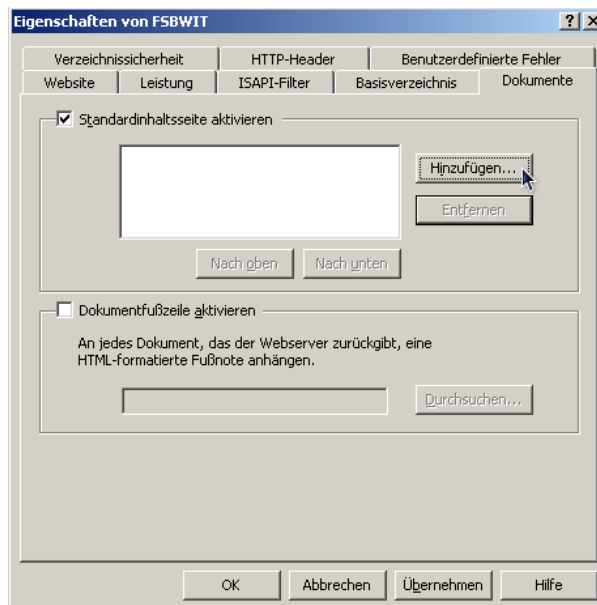 Eigenschaften von FSBWIT
Verzeichnissicherheit HTTP-Header Benutzerdefinierte Fehler
Website Leistung ISAPI-Filter Basisverzeichnis Dokumente
Standardinhaltsseite aktivieren
Hinzufügen...
Entfernen
Nach oben Nach unten
Dokumentfußzeile aktivieren
An jedes Dokument, das der Webserver zurückgibt, eine
HTML-formatierte Fußnote anhängen.
Durchsuchen...
OK Abbrechen Übernehmen Hilfe